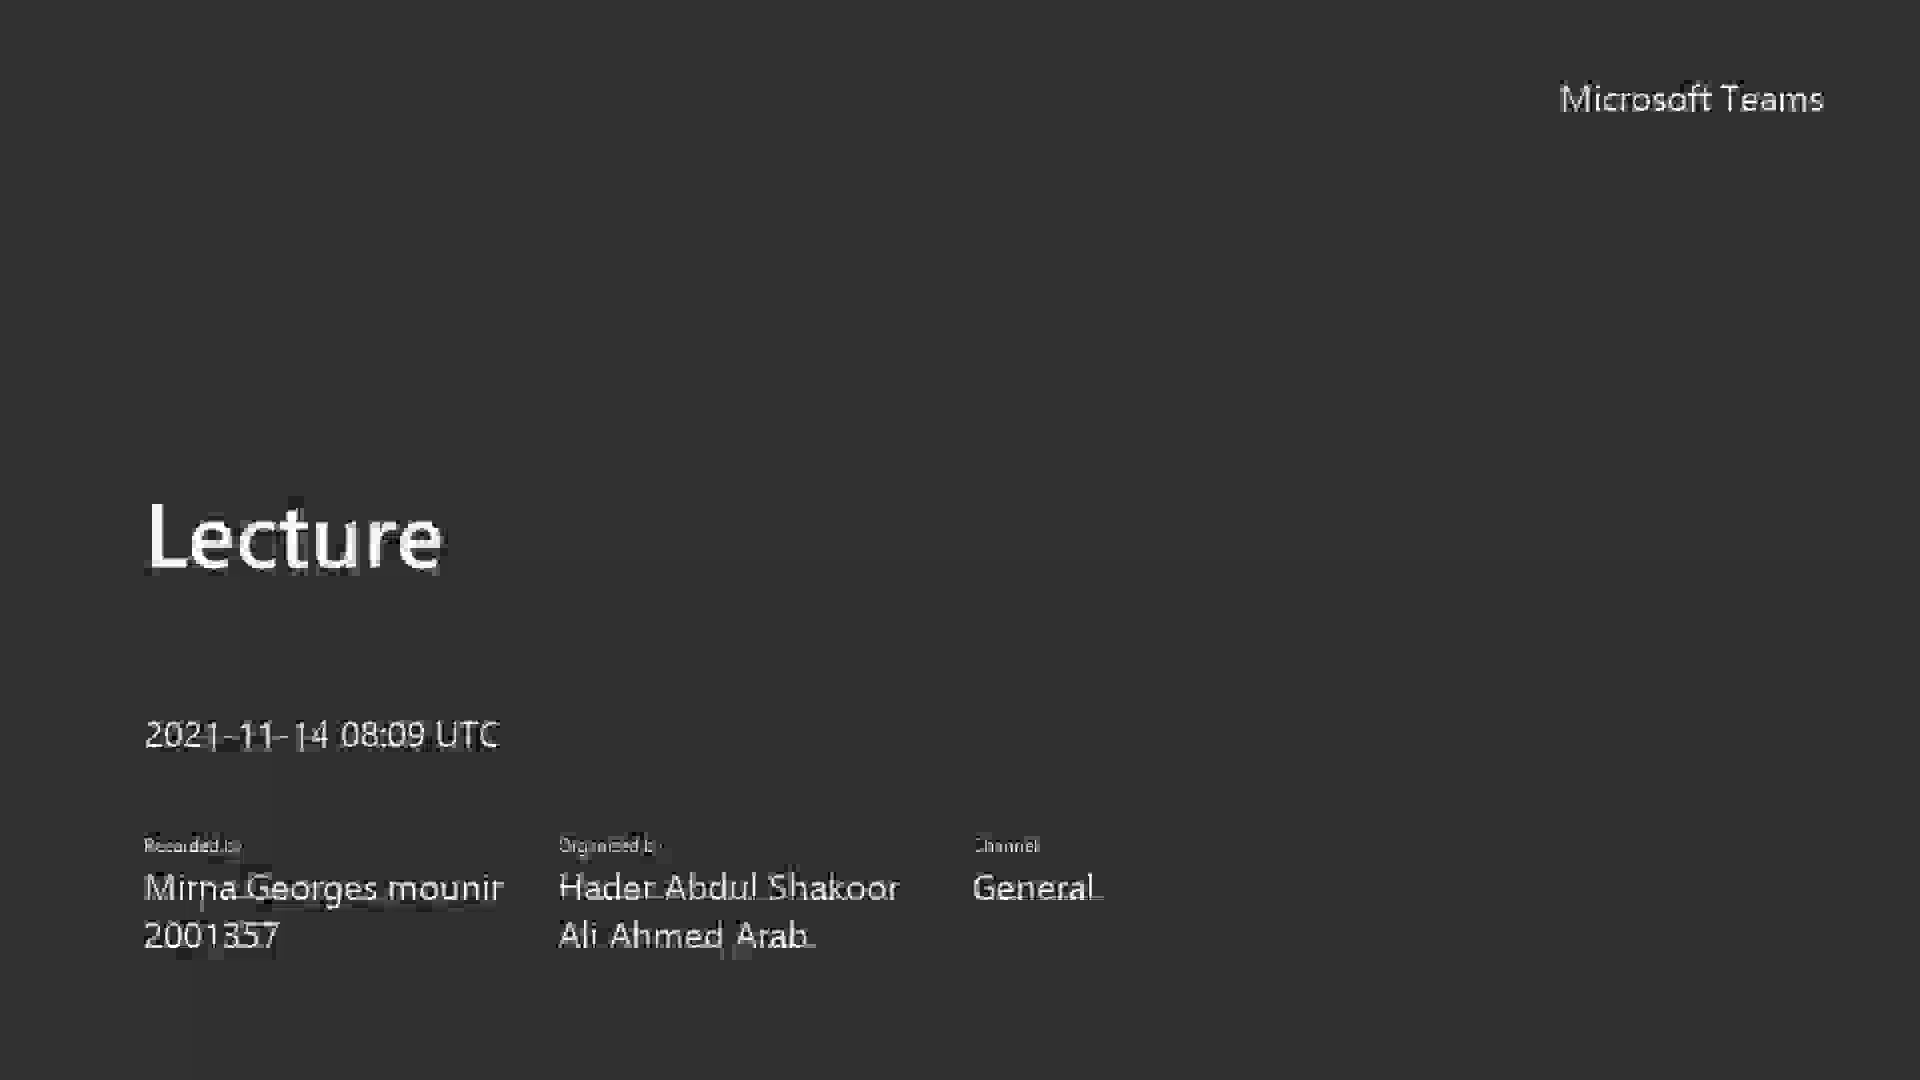 Microsoft Teams
Lecture
2021-11-14 08:09 UTC
Recorded by
Organized by
Channel
Mirna Georges mounir
Hader Abdul Shakoor
General
2001357
Ali Ahmed Arab